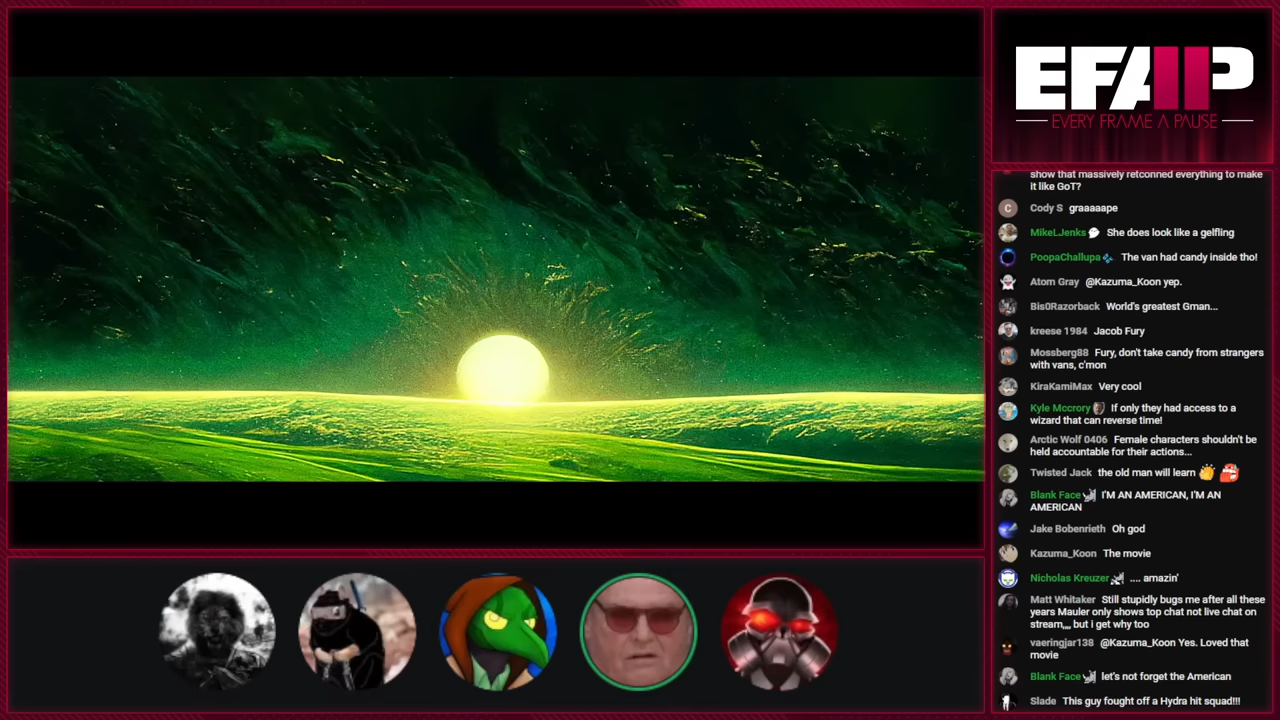 EFAP
EVERY FRAME A PAUSE
show that massively retconned everything to make
it like GoT?
C
Cody S graaaaape
MikeLJenks She does look like a gelfling
PoopaChallupa The van had candy inside tho!
Atom Gray @Kazuma_Koon yep.
Bis0Razorback World's greatest Gman...
kreese 1984 Jacob Fury
Mossberg88 Fury, don't take candy from strangers
with vans, c'mon
KiraKamiMax Very cool
Kyle Mccrory If only they had access to a
wizard that can reverse time!
Arctic Wolf 0406 Female characters shouldn't be
held accountable for their actions...
Twisted Jack the old man will learn
Blank Face I'M AN AMERICAN, I'M AN
AMERICAN
Jake Bobenrieth Oh god
Kazuma_Koon The movie
Nicholas Kreuzer .... amazin'
Matt Whitaker Still stupidly bugs me after all these
years Mauler only shows top chat not live chat on
stream,,,, but i get why too
vaeringjar138 @Kazuma_Koon Yes. Loved that
movie
Blank Face let's not forget the American
Slade This guy fought off a Hydra hit squad!!!